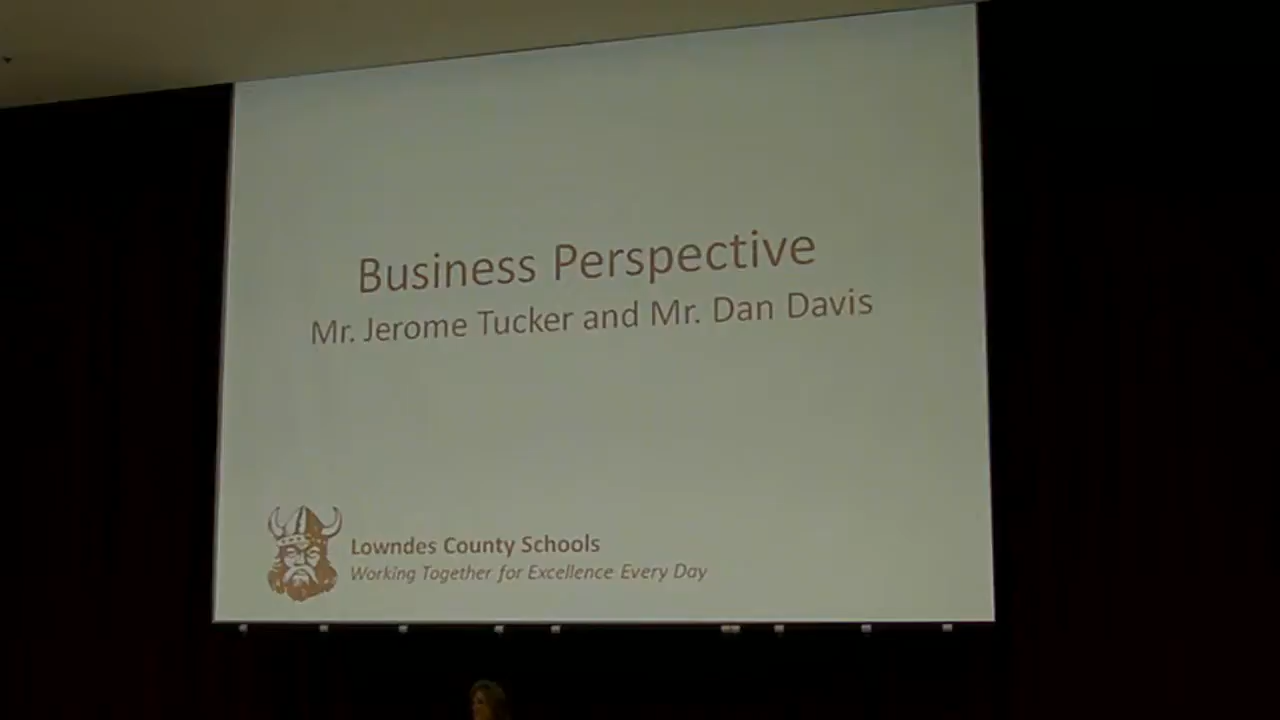 Business Perspective
Mr. Jerome Tucker and Mr. Dan Davis
Lowndes County Schools
Working Together for Excellence Every Day